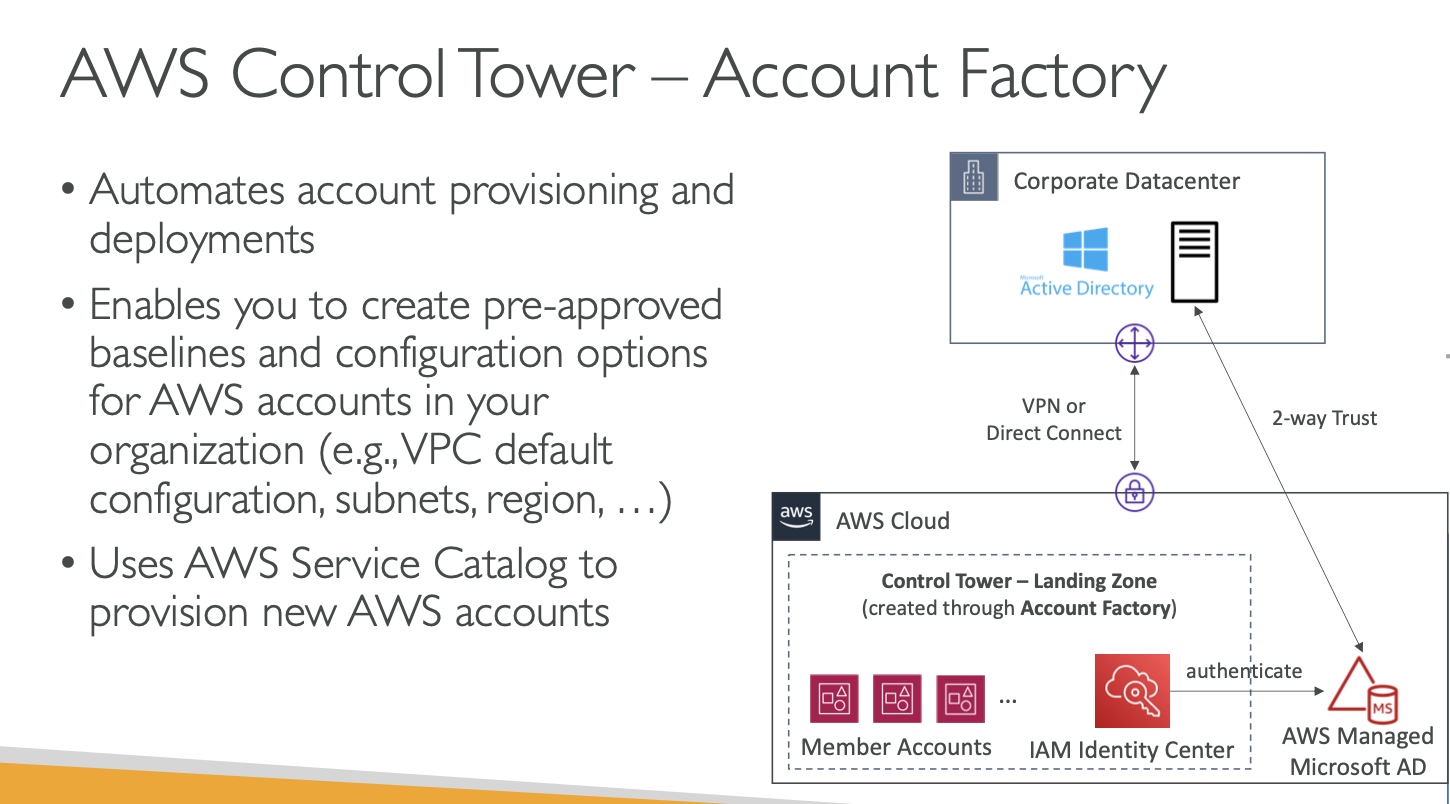 AWS Control Tower – Account Factory
• Automates account provisioning and
deployments
• Enables you to create pre-approved
baselines and configuration options
for AWS accounts in your
organization (e.g., VPC default
configuration, subnets, region, …)
• Uses AWS Service Catalog to
provision new AWS accounts
Corporate Datacenter
Microsoft
Active Directory
VPN or
Direct Connect
2-way Trust
aws
AWS Cloud
Control Tower – Landing Zone
(created through Account Factory)
authenticate
...
MS
Member Accounts
IAM Identity Center
AWS Managed
Microsoft AD